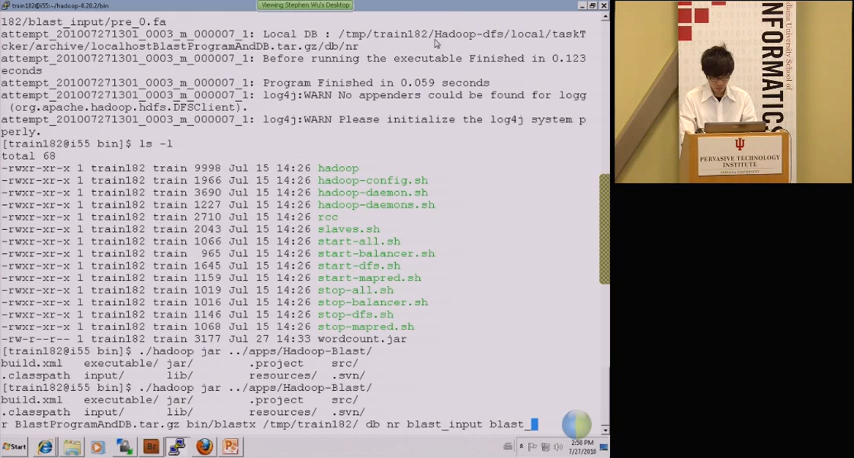 train182@i55:~/hadoop-0.20.2/bin
Viewing Stephen Wu's Desktop
182/blast_input/pre_0.fa
attempt_201007271301_0003_m_000007_1: Local DB : /tmp/train182/Hadoop-dfs/local/taskT
cker/archive/localhostBlastProgramAndDB.tar.gz/db/nr
attempt_201007271301_0003_m_000007_1: Before running the executable Finished in 0.123
econds
attempt_201007271301_0003_m_000007_1: Program Finished in 0.059 seconds
attempt_201007271301_0003_m_000007_1: log4j:WARN No appenders could be found for logg
(org.apache.hadoop.hdfs.DFSClient).
attempt_201007271301_0003_m_000007_1: log4j:WARN Please initialize the log4j system p
perly.
[train182@i55 bin]$ ls -l
total 68
-rwxr-xr-x 1 train182 train 9998 Jul 15 14:26 hadoop
-rwxr-xr-x 1 train182 train 1966 Jul 15 14:26 hadoop-config.sh
-rwxr-xr-x 1 train182 train 3690 Jul 15 14:26 hadoop-daemon.sh
-rwxr-xr-x 1 train182 train 1227 Jul 15 14:26 hadoop-daemons.sh
-rwxr-xr-x 1 train182 train 2710 Jul 15 14:26 rcc
-rwxr-xr-x 1 train182 train 2043 Jul 15 14:26 slaves.sh
-rwxr-xr-x 1 train182 train 1066 Jul 15 14:26 start-all.sh
-rwxr-xr-x 1 train182 train 965 Jul 15 14:26 start-balancer.sh
-rwxr-xr-x 1 train182 train 1645 Jul 15 14:26 start-dfs.sh
-rwxr-xr-x 1 train182 train 1159 Jul 15 14:26 start-mapred.sh
-rwxr-xr-x 1 train182 train 1019 Jul 15 14:26 stop-all.sh
-rwxr-xr-x 1 train182 train 1016 Jul 15 14:26 stop-balancer.sh
-rwxr-xr-x 1 train182 train 1146 Jul 15 14:26 stop-dfs.sh
-rwxr-xr-x 1 train182 train 1068 Jul 15 14:26 stop-mapred.sh
-rw-r--r-- 1 train182 train 3177 Jul 27 14:33 wordcount.jar
[train182@i55 bin]$ ./hadoop jar ../apps/Hadoop-Blast/
build.xml executable/ jar/ .project src/
.classpath input/ lib/ resources/ .svn/
[train182@i55 bin]$ ./hadoop jar ../apps/Hadoop-Blast/
build.xml executable/ jar/ .project src/
.classpath input/ lib/ resources/ .svn/
r BlastProgramAndDB.tar.gz bin/blastx /tmp/train182/ db nr blast_input blast_
Start
Br
2:58 PM
7/27/2010
INFORMATICS
diana University School of
PERVASIVE TECHNOLOGY
INSTITUTE